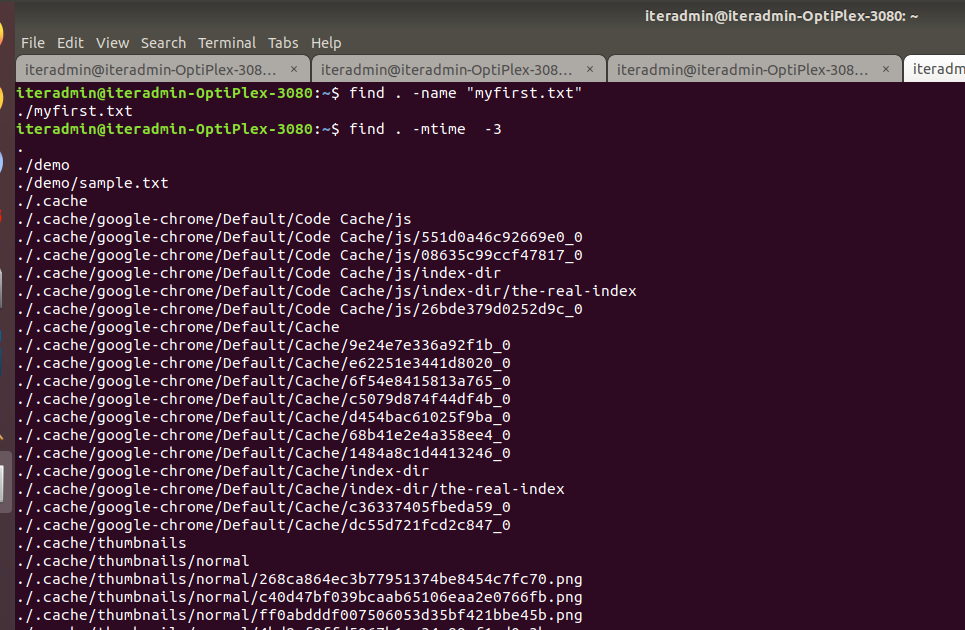 iteradmin@iteradmin-OptiPlex-3080: ~
File Edit View Search Terminal Tabs Help
iteradmin@iteradmin-OptiPlex-308... × iteradmin@iteradmin-OptiPlex-308... × iteradmin@iteradmin-OptiPlex-308... × iteradm
iteradmin@iteradmin-OptiPlex-3080:~$ find . -name "myfirst.txt"
./myfirst.txt
iteradmin@iteradmin-OptiPlex-3080:~$ find . -mtime  -3
.
./demo
./demo/sample.txt
./.cache
./.cache/google-chrome/Default/Code Cache/js
./.cache/google-chrome/Default/Code Cache/js/551d0a46c92669e0_0
./.cache/google-chrome/Default/Code Cache/js/08635c99ccf47817_0
./.cache/google-chrome/Default/Code Cache/js/index-dir
./.cache/google-chrome/Default/Code Cache/js/index-dir/the-real-index
./.cache/google-chrome/Default/Code Cache/js/26bde379d0252d9c_0
./.cache/google-chrome/Default/Cache
./.cache/google-chrome/Default/Cache/9e24e7e336a92f1b_0
./.cache/google-chrome/Default/Cache/e62251e3441d8020_0
./.cache/google-chrome/Default/Cache/6f54e8415813a765_0
./.cache/google-chrome/Default/Cache/c5079d874f44df4b_0
./.cache/google-chrome/Default/Cache/d454bac61025f9ba_0
./.cache/google-chrome/Default/Cache/68b41e2e4a358ee4_0
./.cache/google-chrome/Default/Cache/1484a8c1d4413246_0
./.cache/google-chrome/Default/Cache/index-dir
./.cache/google-chrome/Default/Cache/index-dir/the-real-index
./.cache/google-chrome/Default/Cache/c36337405fbeda59_0
./.cache/google-chrome/Default/Cache/dc55d721fcd2c847_0
./.cache/thumbnails
./.cache/thumbnails/normal
./.cache/thumbnails/normal/268ca864ec3b77951374be8454c7fc70.png
./.cache/thumbnails/normal/c40d47bf039bcaab65106eaa2e0766fb.png
./.cache/thumbnails/normal/ff0abdddf007506053d35bf421bbe45b.png